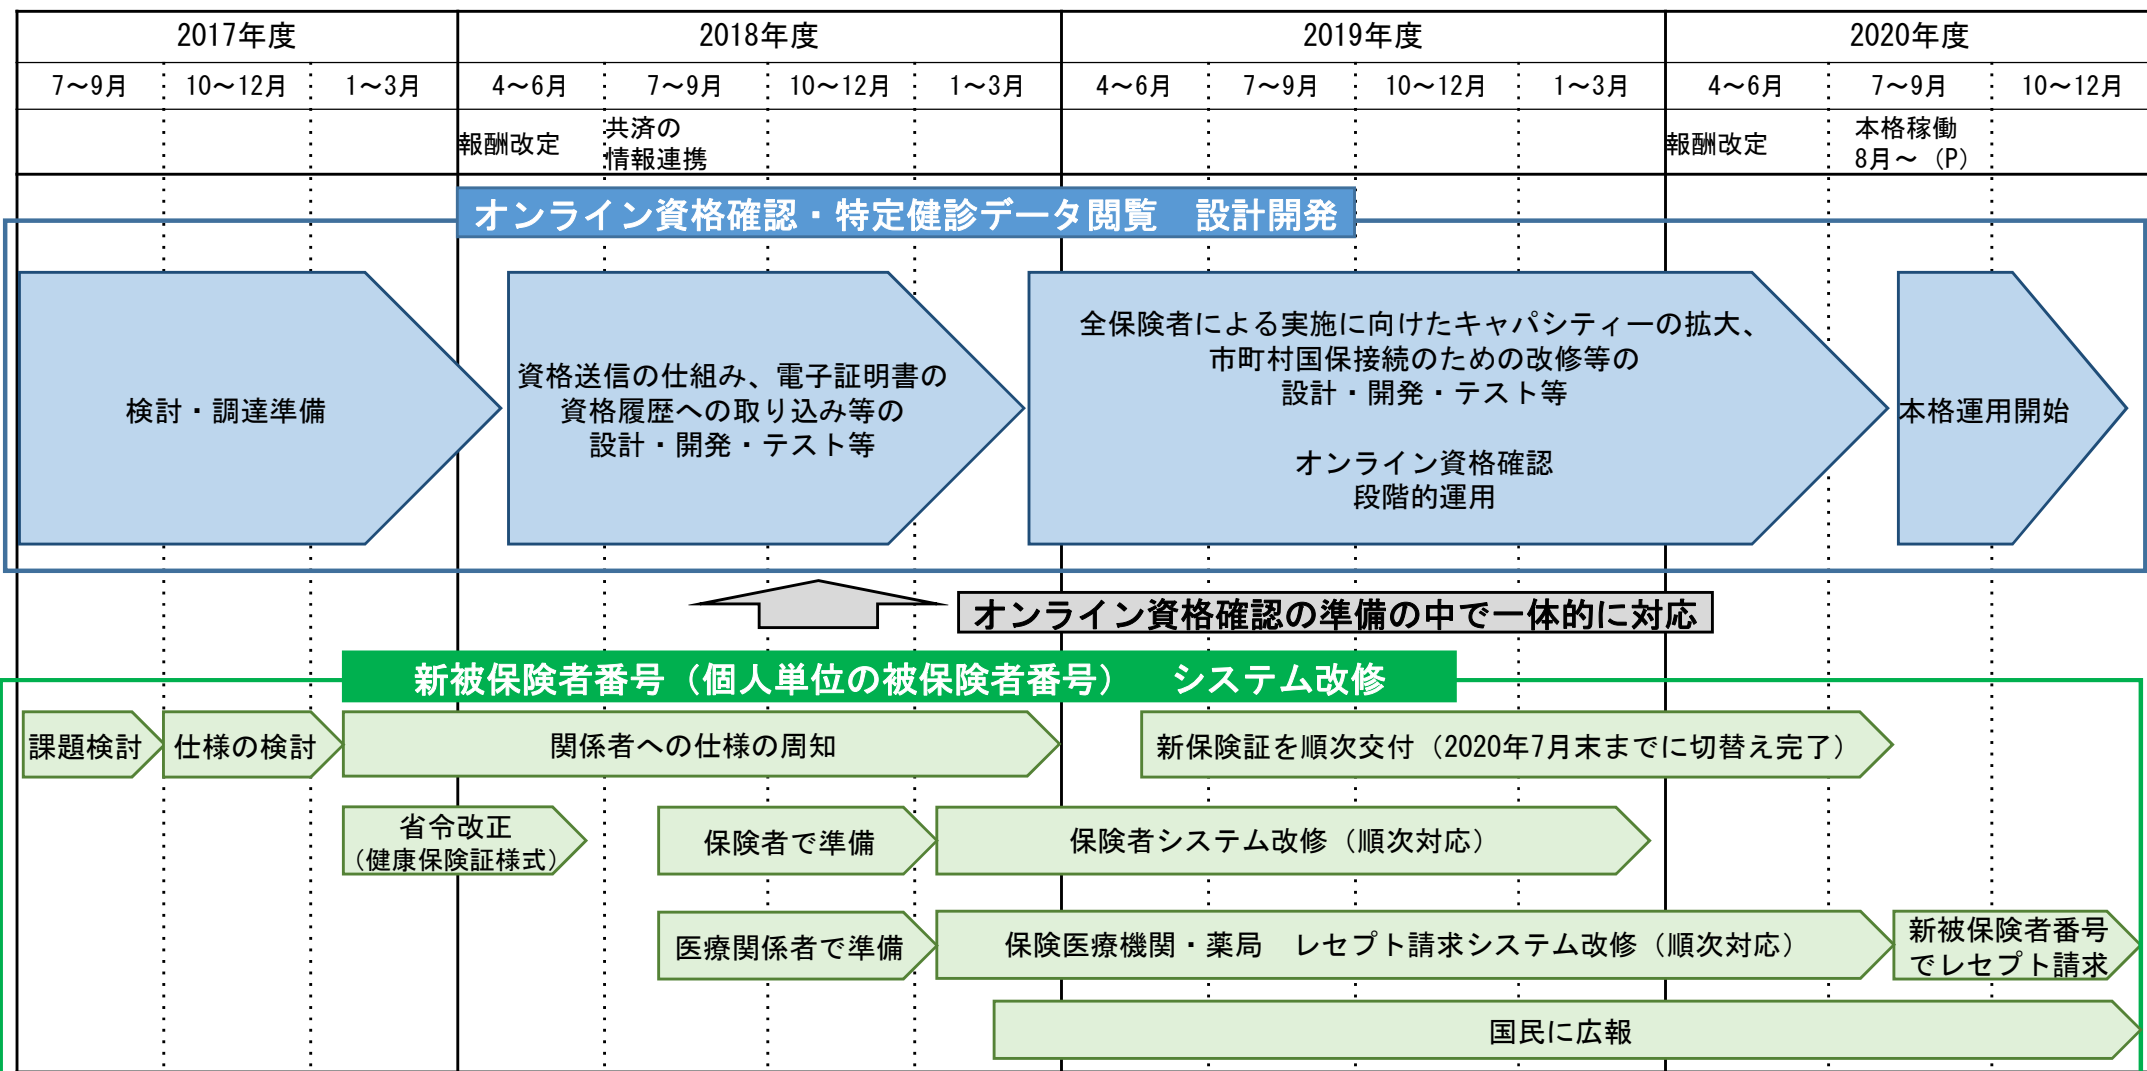 2017年度
2018年度
2019年度
2020年度
7～9月
10～12月
1～3月
4～6月
7～9月
10～12月
1～3月
4～6月
7～9月
10～12月
1～3月
4～6月
7～9月
10～12月
報酬改定
共済の
情報連携
報酬改定
本格稼働
8月～（P）
オンライン資格確認・特定健診データ閲覧　設計開発
検討・調達準備
資格送信の仕組み、電子証明書の
資格履歴への取り込み等の
設計・開発・テスト等
全保険者による実施に向けたキャパシティーの拡大、
市町村国保接続のための改修等の
設計・開発・テスト等
オンライン資格確認
段階的運用
本格運用開始
オンライン資格確認の準備の中で一体的に対応
新被保険者番号（個人単位の被保険者番号）　システム改修
課題検討
仕様の検討
関係者への仕様の周知
新保険証を順次交付（2020年7月末までに切替え完了）
省令改正
（健康保険証様式）
保険者で準備
保険者システム改修（順次対応）
医療関係者で準備
保険医療機関・薬局　レセプト請求システム改修（順次対応）
新被保険者番号
でレセプト請求
国民に広報